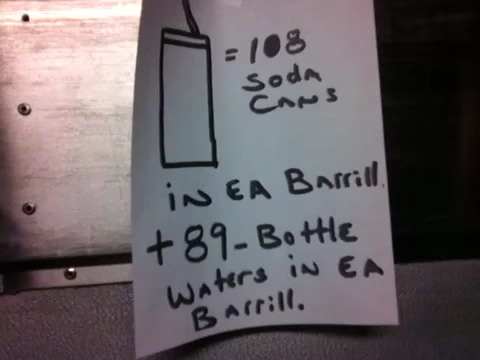 = 108
Soda
Cans
in EA Barrill.
+ 89 - Bottle
Waters in EA
Barrill.